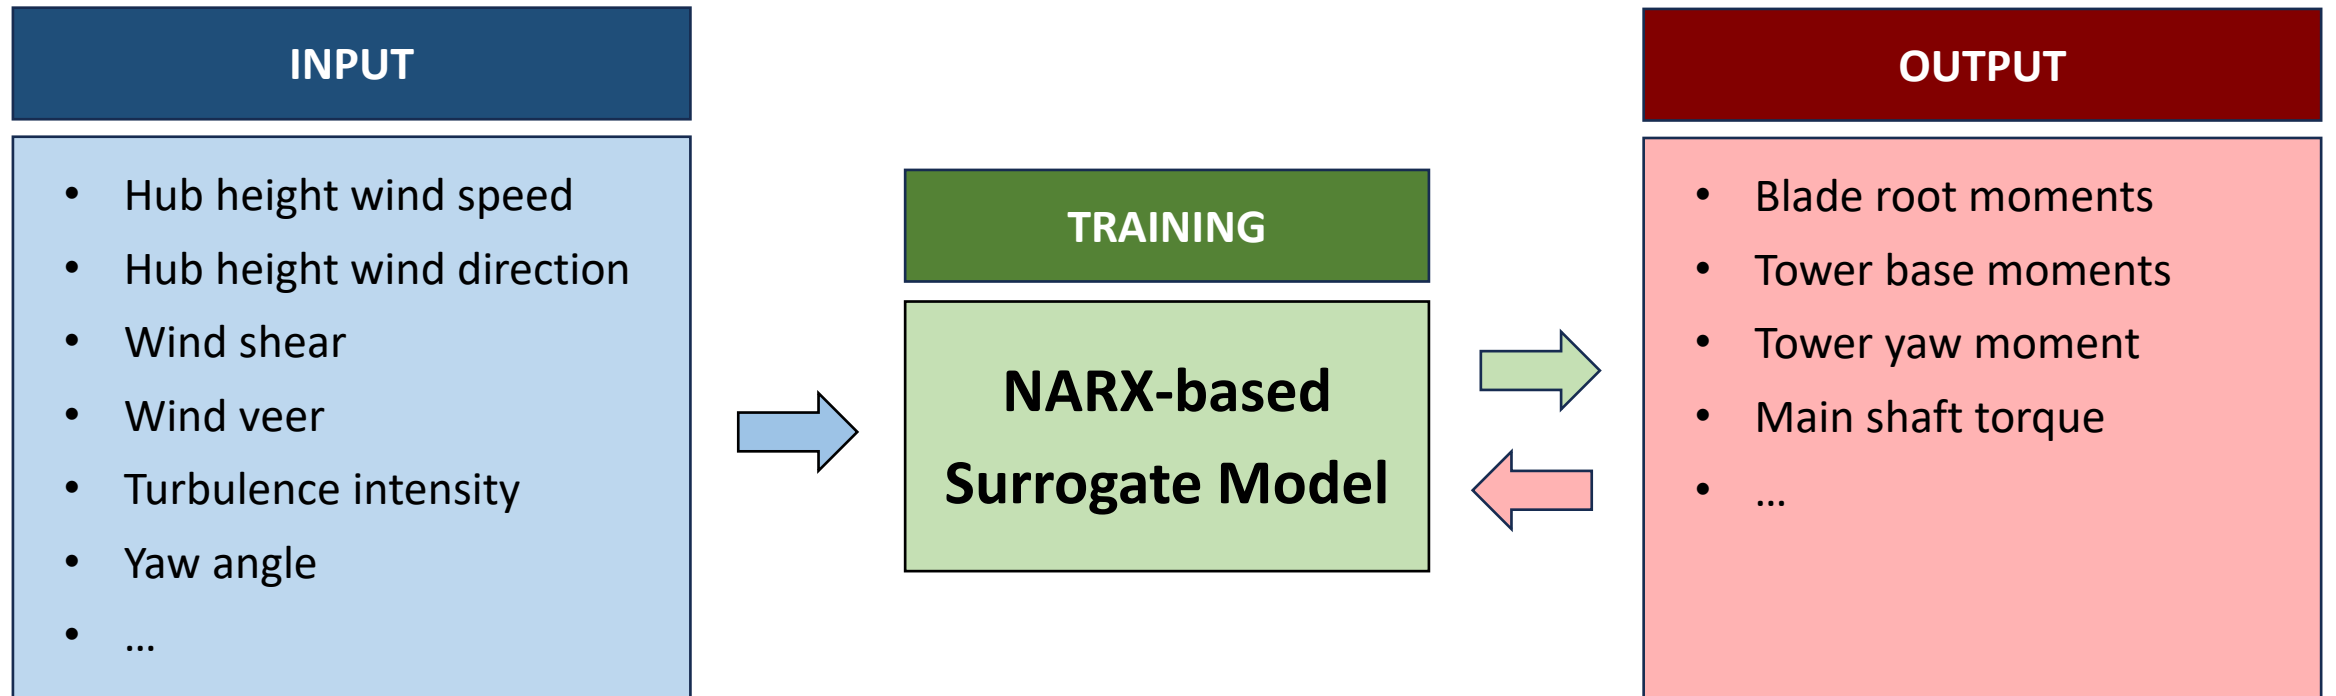 INPUT
• Hub height wind speed
• Hub height wind direction
• Wind shear
• Wind veer
• Turbulence intensity
• Yaw angle
• ...
TRAINING
NARX-based
Surrogate Model
OUTPUT
• Blade root moments
• Tower base moments
• Tower yaw moment
• Main shaft torque
• ...